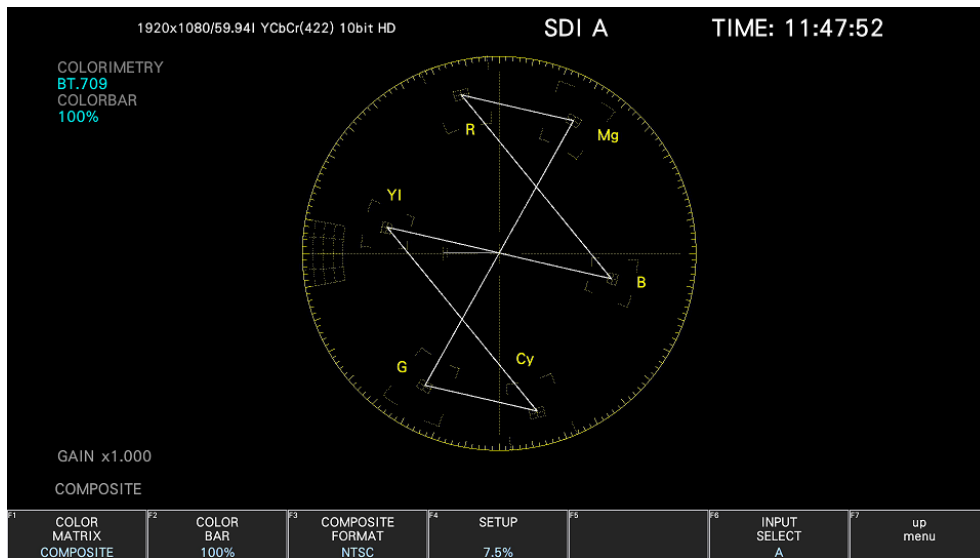 1920x1080/59.94I YCbCr(422) 10bit HD SDI A TIME: 11:47:52
COLORIMETRY
BT.709
COLORBAR
100%
R
Mg
Yl
B
G
Cy
GAIN x1.000
COMPOSITE
F1 COLOR MATRIX COMPOSITE
F2 COLOR BAR 100%
F3 COMPOSITE FORMAT NTSC
F4 SETUP 7.5%
F5
F6 INPUT SELECT A
F7 up menu